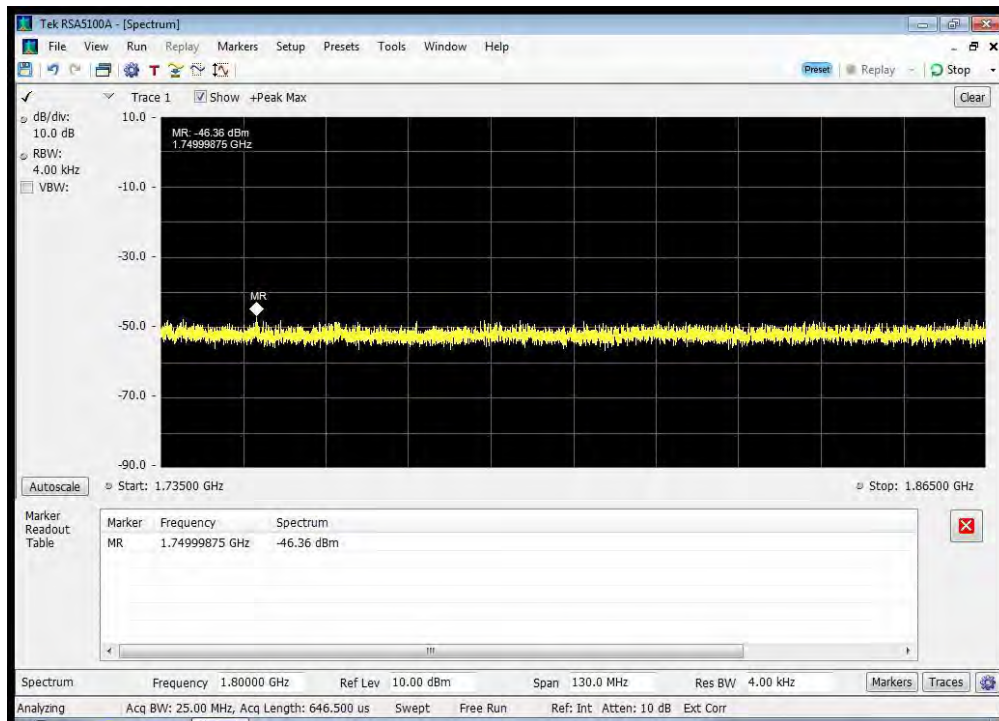 Tek RSA5100A - [Spectrum]
File View Run Replay Markers Setup Presets Tools Window Help
T
Preset Replay Stop
Trace 1 Show +Peak Max Clear
dB/div:
10.0 dB
RBW:
4.00 kHz
VBW:
10.0
MR: -46.36 dBm
1.74999875 GHz
-10.0
-30.0
MR
-50.0
-70.0
-90.0
Autoscale Start: 1.73500 GHz Stop: 1.86500 GHz
Marker
Readout
Table
Marker Frequency Spectrum
MR 1.74999875 GHz -46.36 dBm
Spectrum Frequency 1.80000 GHz Ref Lev 10.00 dBm Span 130.0 MHz Res BW 4.00 kHz Markers Traces
Analyzing Acq BW: 25.00 MHz, Acq Length: 646.500 us Swept Free Run Ref: Int Atten: 10 dB Ext Corr